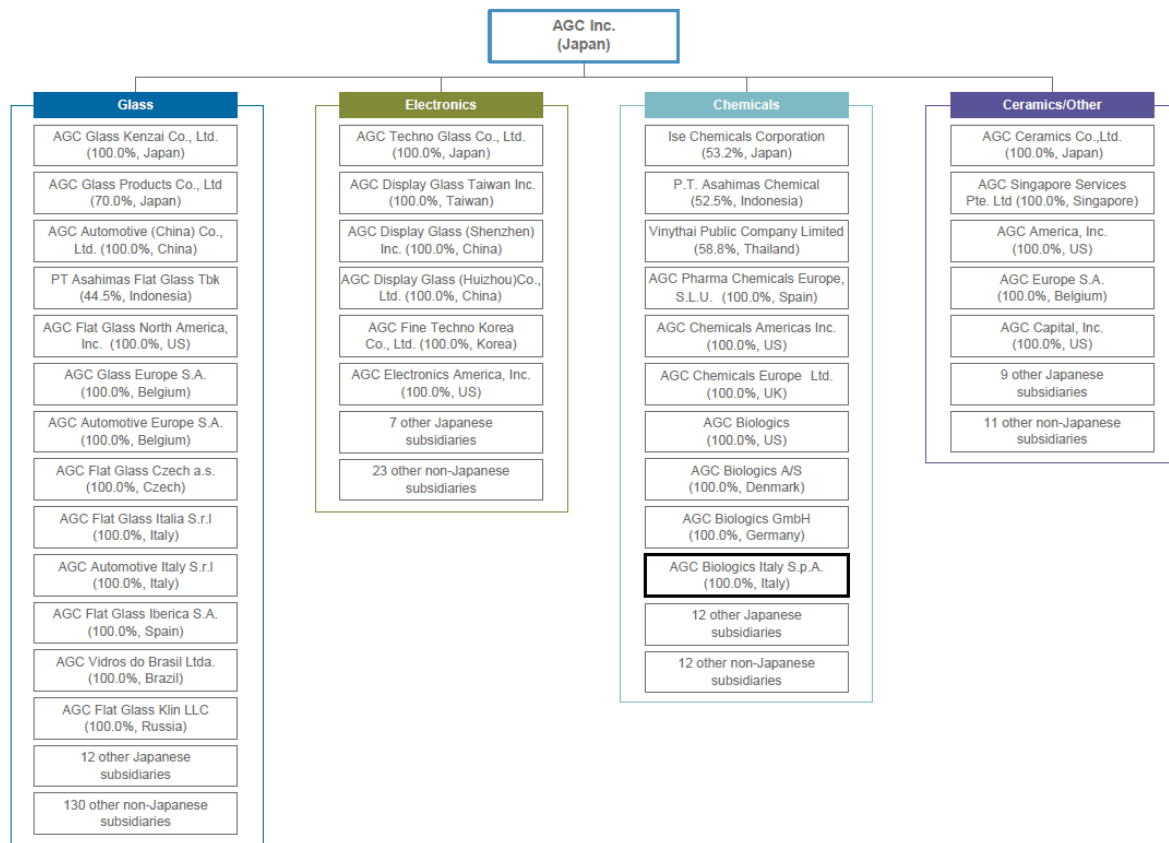 AGC Inc.
(Japan)
Glass
AGC Glass Kenzai Co., Ltd.
(100.0%, Japan)
AGC Glass Products Co., Ltd
(70.0%, Japan)
AGC Automotive (China) Co.,
Ltd. (100.0%, China)
PT Asahimas Flat Glass Tbk
(44.5%, Indonesia)
AGC Flat Glass North America,
Inc. (100.0%, US)
AGC Glass Europe S.A.
(100.0%, Belgium)
AGC Automotive Europe S.A.
(100.0%, Belgium)
AGC Flat Glass Czech a.s.
(100.0%, Czech)
AGC Flat Glass Italia S.r.l
(100.0%, Italy)
AGC Automotive Italy S.r.l
(100.0%, Italy)
AGC Flat Glass Iberica S.A.
(100.0%, Spain)
AGC Vidros do Brasil Ltda.
(100.0%, Brazil)
AGC Flat Glass Klin LLC
(100.0%, Russia)
12 other Japanese
subsidiaries
130 other non-Japanese
subsidiaries
Electronics
AGC Techno Glass Co., Ltd.
(100.0%, Japan)
AGC Display Glass Taiwan Inc.
(100.0%, Taiwan)
AGC Display Glass (Shenzhen)
Inc. (100.0%, China)
AGC Display Glass (Huizhou)Co.,
Ltd. (100.0%, China)
AGC Fine Techno Korea
Co., Ltd. (100.0%, Korea)
AGC Electronics America, Inc.
(100.0%, US)
7 other Japanese
subsidiaries
23 other non-Japanese
subsidiaries
Chemicals
Ise Chemicals Corporation
(53.2%, Japan)
P.T. Asahimas Chemical
(52.5%, Indonesia)
Vinythai Public Company Limited
(58.8%, Thailand)
AGC Pharma Chemicals Europe,
S.L.U. (100.0%, Spain)
AGC Chemicals Americas Inc.
(100.0%, US)
AGC Chemicals Europe Ltd.
(100.0%, UK)
AGC Biologics
(100.0%, US)
AGC Biologics A/S
(100.0%, Denmark)
AGC Biologics GmbH
(100.0%, Germany)
AGC Biologics Italy S.p.A.
(100.0%, Italy)
12 other Japanese
subsidiaries
12 other non-Japanese
subsidiaries
Ceramics/Other
AGC Ceramics Co.,Ltd.
(100.0%, Japan)
AGC Singapore Services
Pte. Ltd (100.0%, Singapore)
AGC America, Inc.
(100.0%, US)
AGC Europe S.A.
(100.0%, Belgium)
AGC Capital, Inc.
(100.0%, US)
9 other Japanese
subsidiaries
11 other non-Japanese
subsidiaries